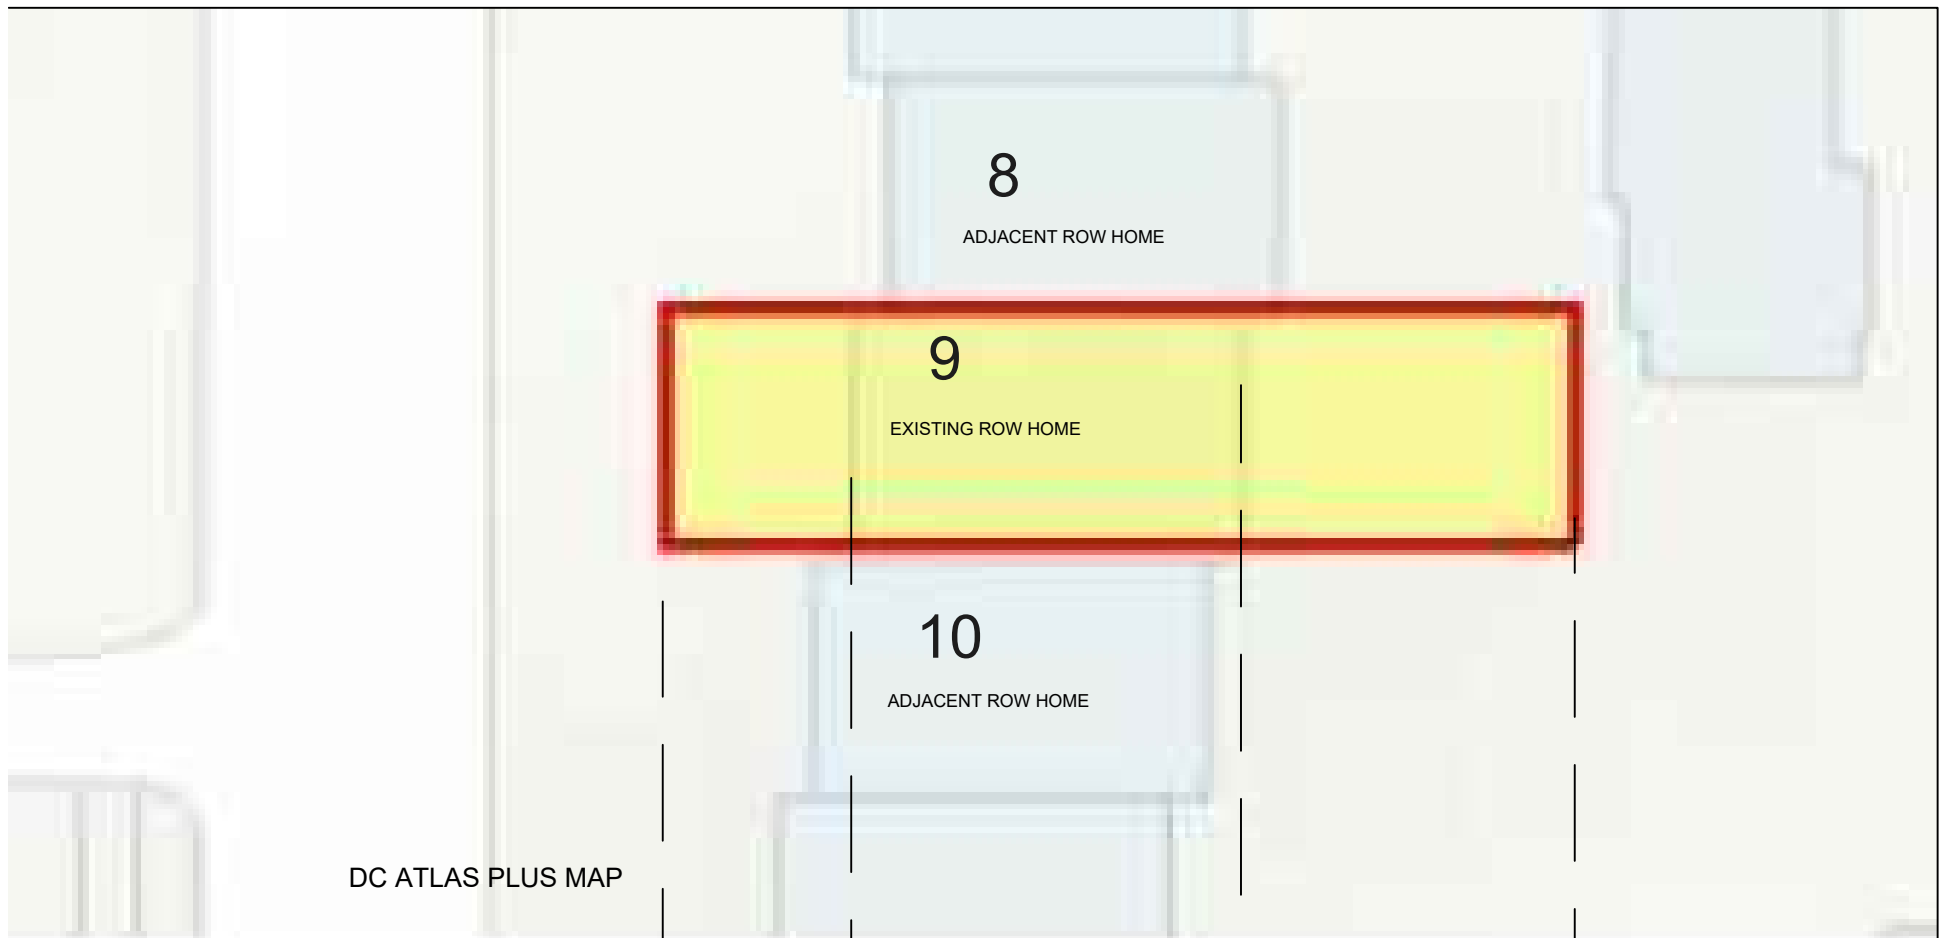 8
ADJACENT ROW HOME
9
EXISTING ROW HOME
10
ADJACENT ROW HOME
DC ATLAS PLUS MAP